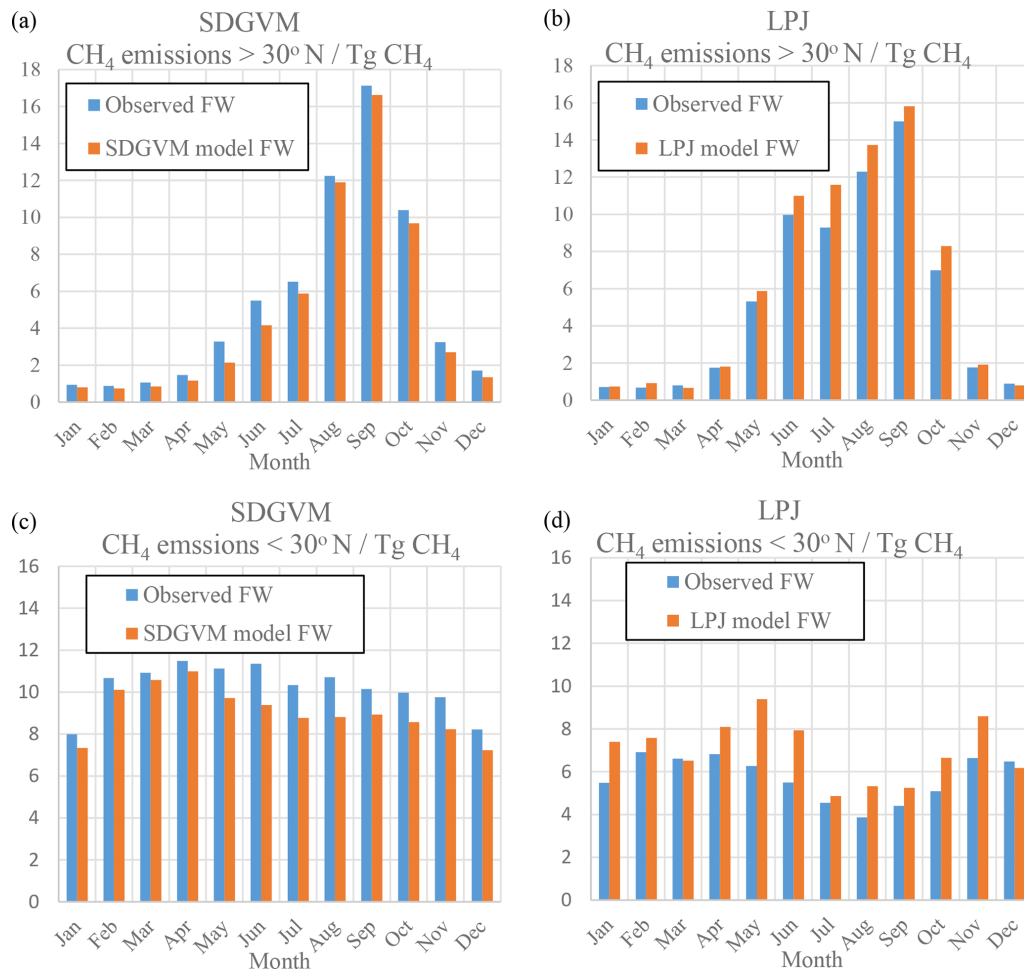 (a)
SDGVM
CH₄ emissions > 30° N / Tg CH₄
18
16
14
12
10
8
6
4
2
0
Observed FW
SDGVM model FW
Jan Feb Mar Apr May Jun Jul Aug Sep Oct Nov Dec
Month
(b)
LPJ
CH₄ emissions > 30° N / Tg CH₄
18
16
14
12
10
8
6
4
2
0
Observed FW
LPJ model FW
Jan Feb Mar Apr May Jun Jul Aug Sep Oct Nov Dec
Month
(c)
SDGVM
CH₄ emssions < 30° N / Tg CH₄
16
14
12
10
8
6
4
2
0
Observed FW
SDGVM model FW
Jan Feb Mar Apr May Jun Jul Aug Sep Oct Nov Dec
Month
(d)
LPJ
CH₄ emissions < 30° N / Tg CH₄
16
14
12
10
8
6
4
2
0
Observed FW
LPJ model FW
Jan Feb Mar Apr May Jun Jul Aug Sep Oct Nov Dec
Month